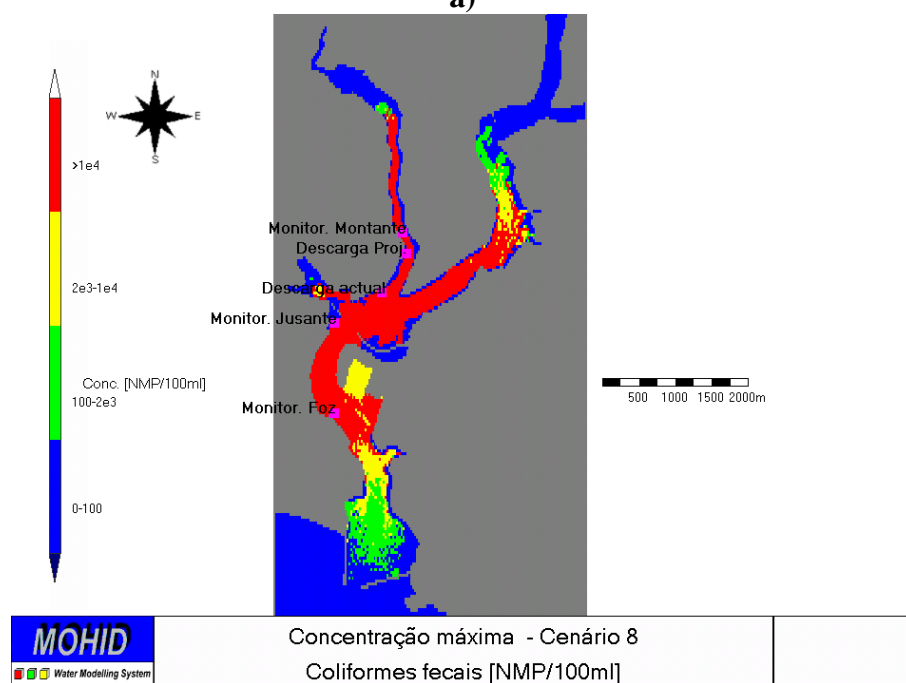 a)
N
W E
S
>1e4
2e3-1e4
Conc. [NMP/100ml]
100-2e3
0-100
Monitor. Montante
Descarga Proj
Descarga actual
Monitor. Jusante
Monitor. Foz
500 1000 1500 2000m
MOHID
Water Modelling System
Concentração máxima - Cenário 8
Coliformes fecais [NMP/100ml]